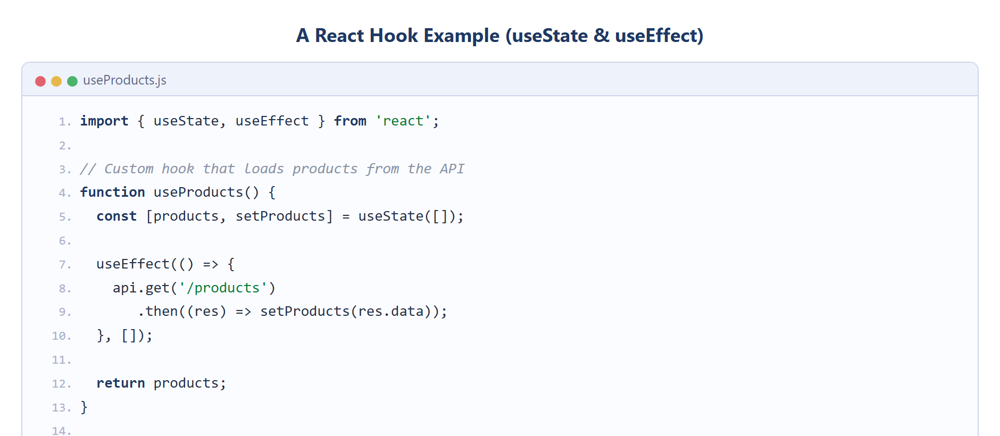 A React Hook Example (useState & useEffect)
useProducts.js
1. import { useState, useEffect } from 'react';
2.
3. // Custom hook that loads products from the API
4. function useProducts() {
5.   const [products, setProducts] = useState([]);
6.
7.   useEffect(() => {
8.     api.get('/products')
9.        .then((res) => setProducts(res.data));
10.   }, []);
11.
12.   return products;
13. }
14.